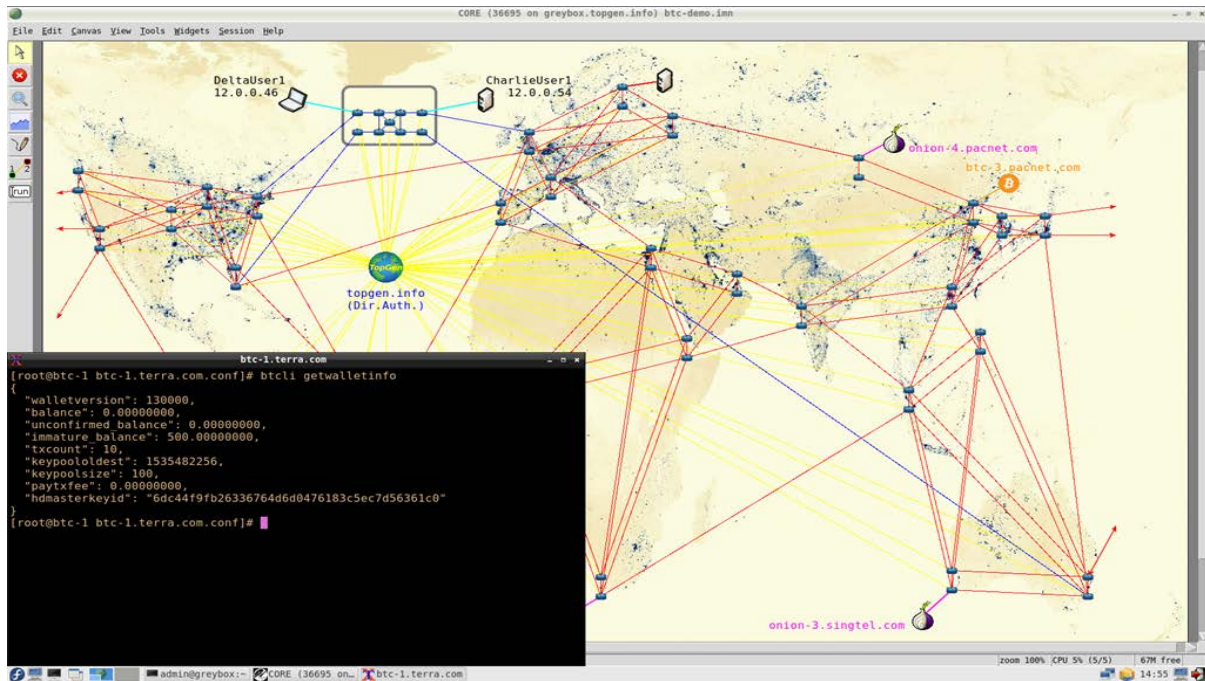 CORE (36695 on greybox.topgen.info) btc-demo.imn
File Edit Canvas View Tools Widgets Session Help
run
1 2
DeltaUser1
12.0.0.46
CharlieUser1
12.0.0.54
onion-4.pacnet.com
btc-3.pacnet.com
TopGen
topgen.info
(Dir.Auth.)
btc-1.terra.com
[root@btc-1 btc-1.terra.com.conf]# btcli getwalletinfo
{
"walletversion": 130000,
"balance": 0.00000000,
"unconfirmed_balance": 0.00000000,
"immature_balance": 500.00000000,
"txcount": 10,
"keypoololdest": 1535482256,
"keypoolsize": 100,
"paytxfee": 0.00000000,
"hdmasterkeyid": "6dc44f9fb26336764d6d0476183c5ec7d56361c0"
}
[root@btc-1 btc-1.terra.com.conf]#
onion-3.singtel.com
zoom 100% CPU 5% (5/5) 67M free
admin@greybox:~ CORE (36695 on... btc-1.terra.com 14:55